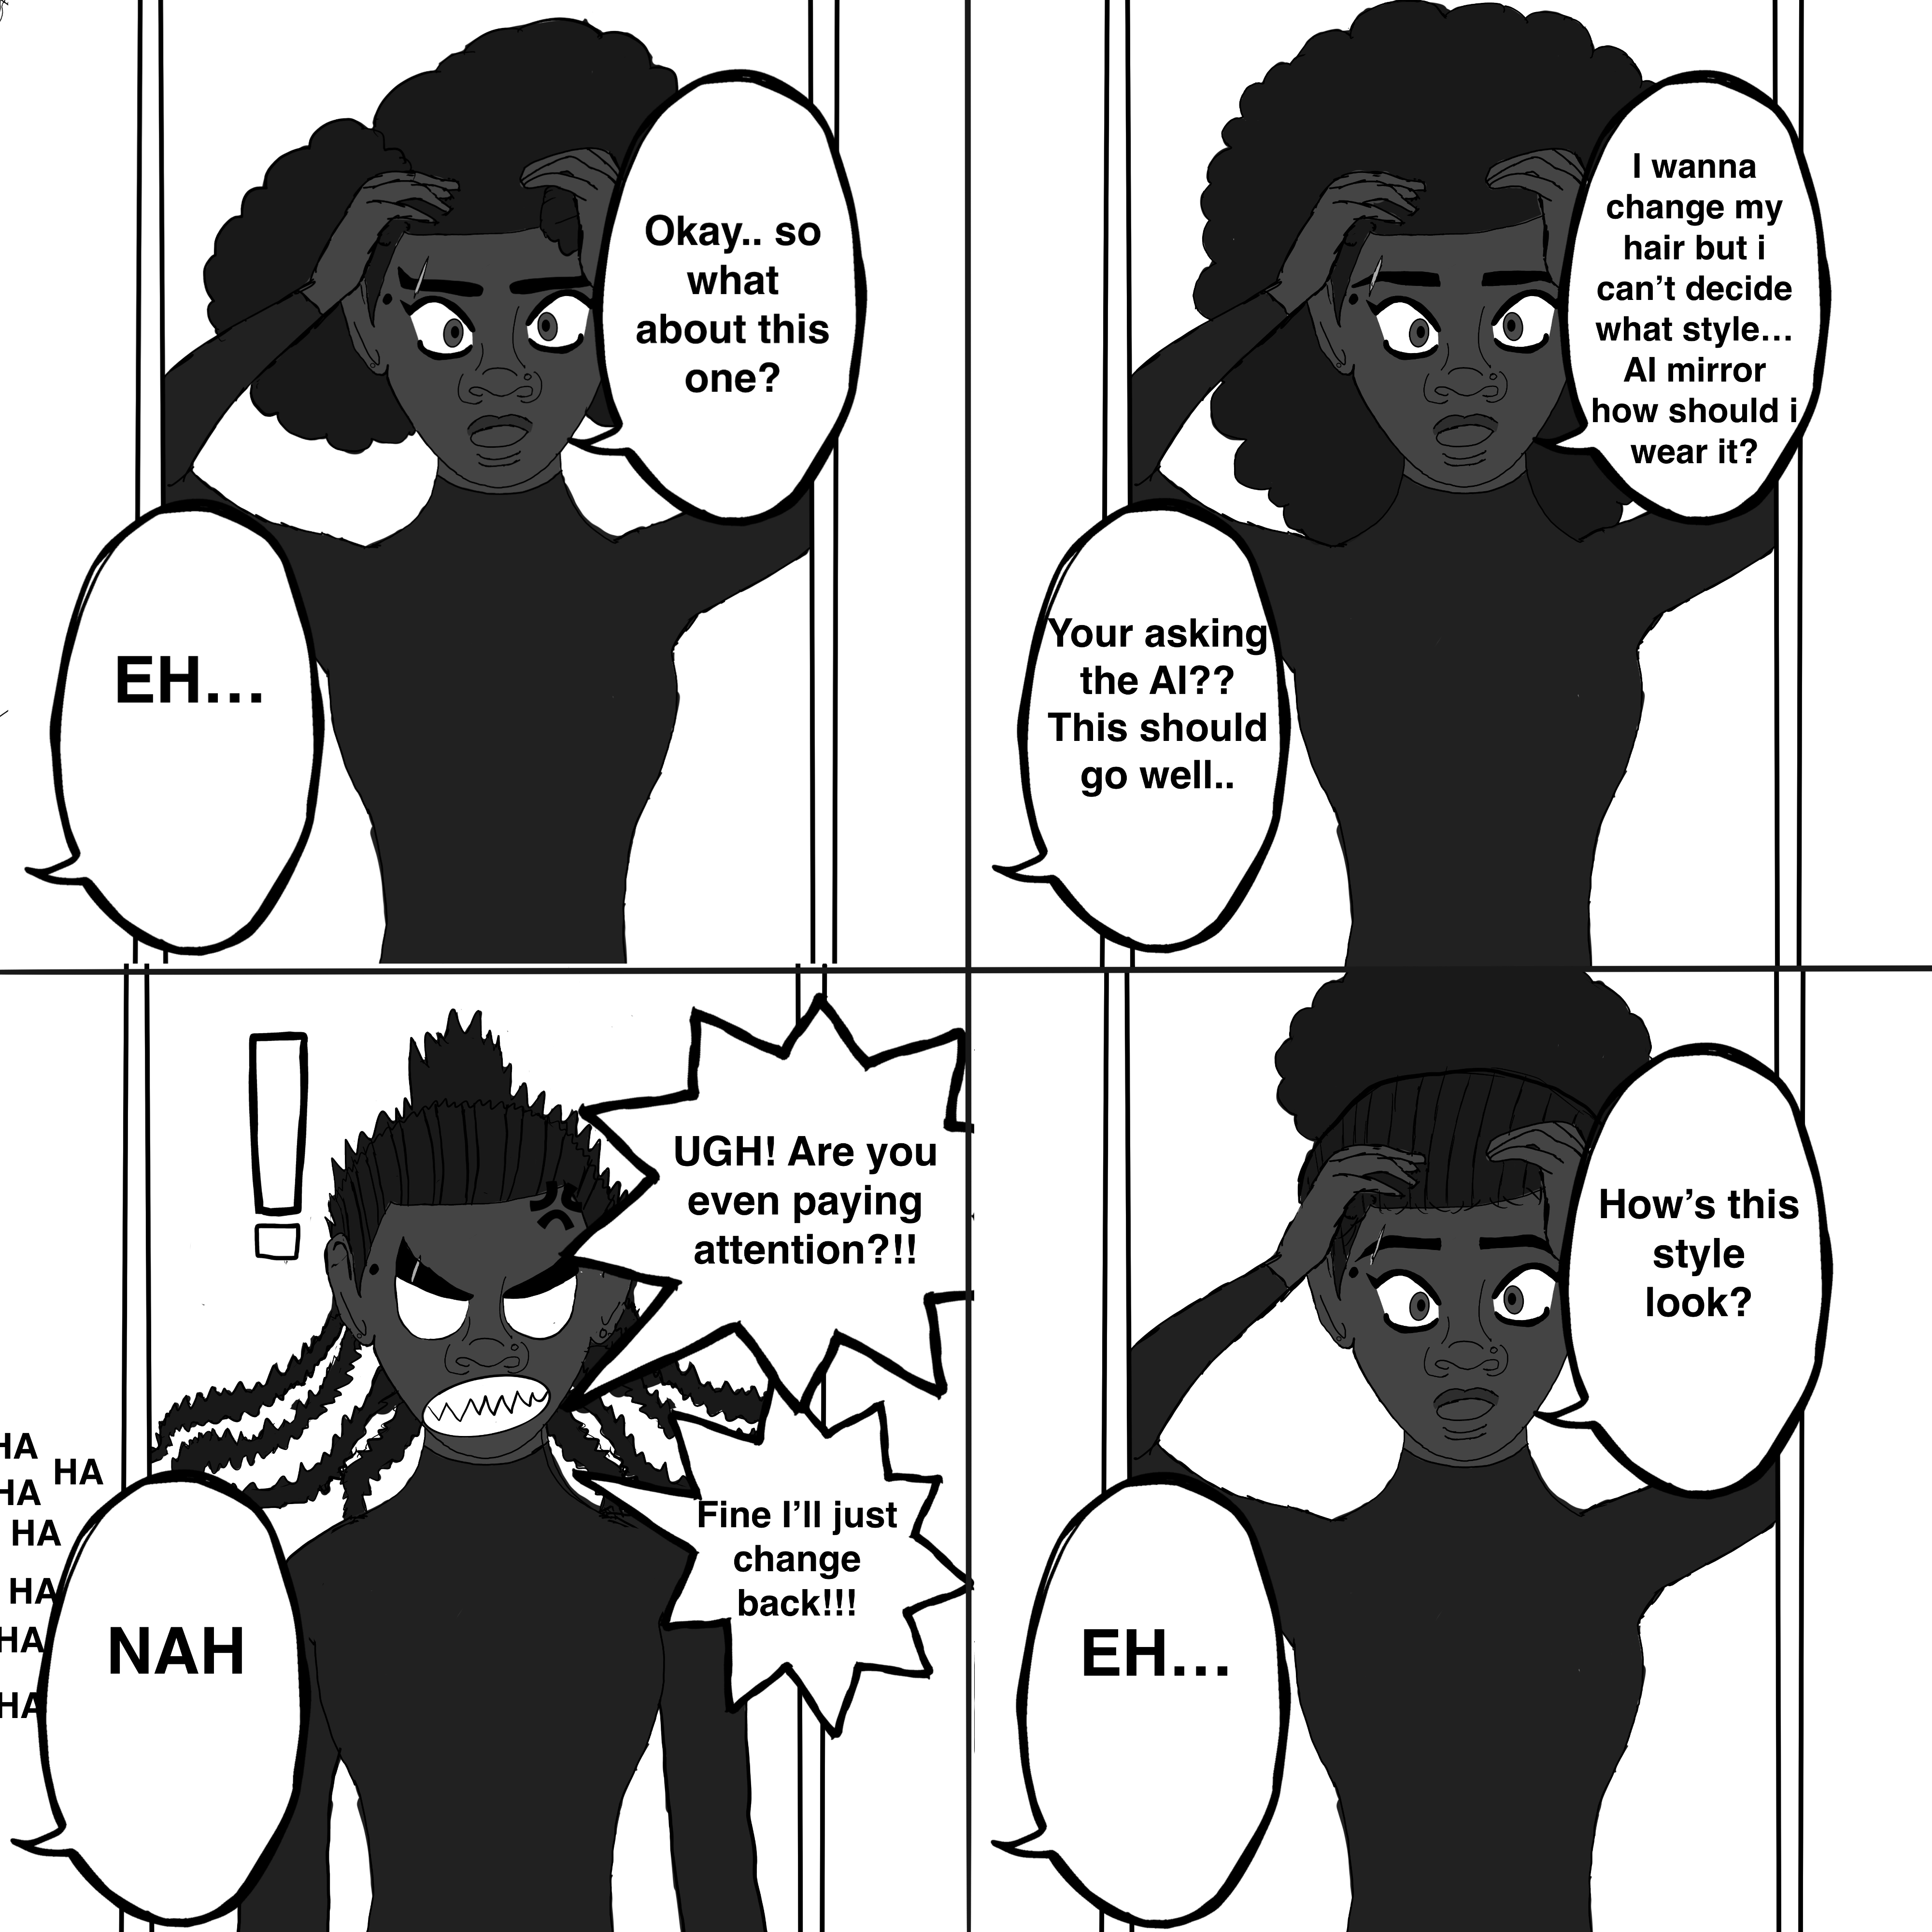 I wanna
change my
hair but i
can’t decide
what style...
AI mirror
how should i
wear it?
Your asking
the AI??
This should
go well..
Okay.. so
what
about this
one?
EH...
How’s this
style
look?
EH...
UGH! Are you
even paying
attention?!!
Fine I’ll just
change
back!!!
NAH
HA
HA
HA
HA
HA
HA
HA